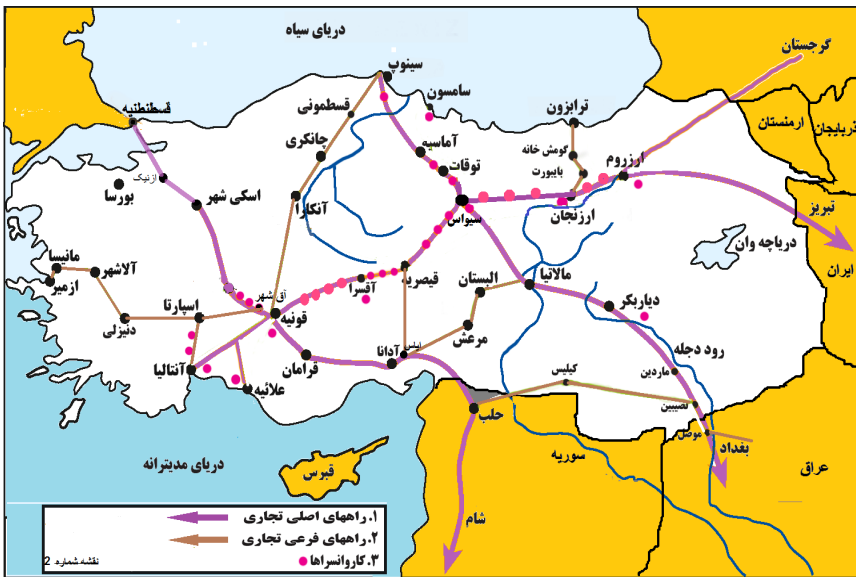 دریای سیاه
گرجستان
سینوپ
سامسون
قسطمونی
ترابزون
قسطنطنیه
ارمنستان
آذربایجان
چانکری
آماسیه
گومش خانه
توقات
بایبورت
ارزروم
ازنیک
بورسا
اسکی شهر
آنکارا
سیواس
ارزنجان
تبریز
دریاچه وان
ایران
مانیسا
آلاشهر
ازمیر
قیصریه
آقسرا
البستان
مالاتیا
آق شهر
دیاربکر
اسپارتا
قونیه
دنیزلی
مرعش
رود دجله
آنتالیا
قرامان
آدانا
ایاس
علائیه
کیلیس
ماردین
حلب
نصیبین
موصل
بغداد
دریای مدیترانه
قبرس
سوریه
عراق
شام
۱. راههای اصلی تجاری
۲. راههای فرعی تجاری
۳. کاروانسراها
نقشه شماره. 2